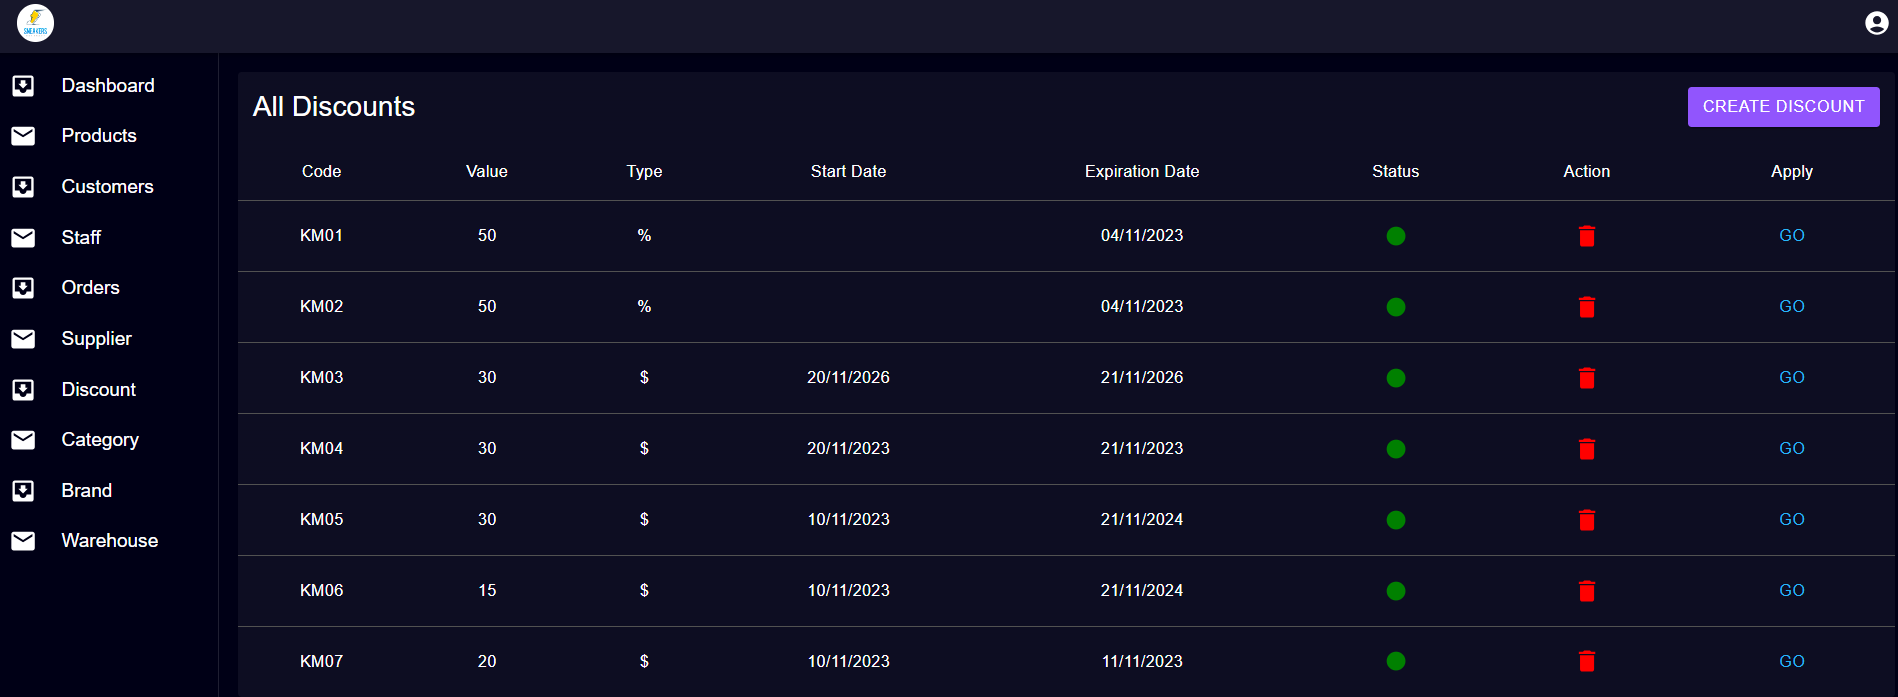 SNEAKERS
Dashboard
Products
Customers
Staff
Orders
Supplier
Discount
Category
Brand
Warehouse
All Discounts
CREATE DISCOUNT
Code Value Type Start Date Expiration Date Status Action Apply
KM01 50 % 04/11/2023 GO
KM02 50 % 04/11/2023 GO
KM03 30 $ 20/11/2026 21/11/2026 GO
KM04 30 $ 20/11/2023 21/11/2023 GO
KM05 30 $ 10/11/2023 21/11/2024 GO
KM06 15 $ 10/11/2023 21/11/2024 GO
KM07 20 $ 10/11/2023 11/11/2023 GO